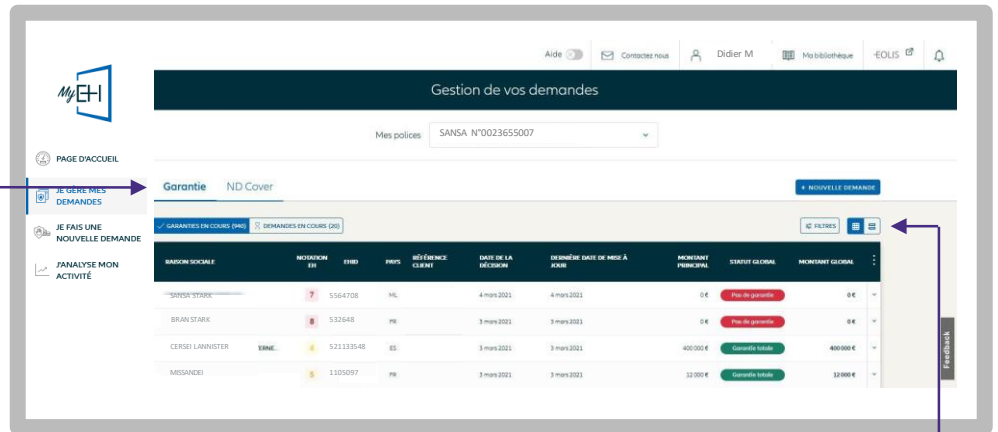 Aide Contactez nous Didier M Ma bibliothèque EOLIS
My EH
Gestion de vos demandes
Mes polices SANSA N°0023655007
PAGE D'ACCUEIL
JE GÈRE MES
DEMANDES
JE FAIS UNE
NOUVELLE DEMANDE
J'ANALYSE MON
ACTIVITÉ
Garantie ND Cover + NOUVELLE DEMANDE
GARANTIES EN COURS (940) DEMANDES EN COURS (20) FILTRES
RAISON SOCIALE NOTATION EH EHID PAYS RÉFÉRENCE CLIENT DATE DE LA DÉCISION DERNIÈRE DATE DE MISE À JOUR MONTANT PRINCIPAL STATUT GLOBAL MONTANT GLOBAL
SANSA STARK 7 5564708 ML 4 mars 2021 4 mars 2021 0 € Pas de garantie 0 €
BRAN STARK 8 532648 FR 3 mars 2021 3 mars 2021 0 € Pas de garantie 0 €
CERSEI LANNISTER ERNE.. 4 521133548 ES 3 mars 2021 3 mars 2021 400 000 € Garantie totale 400 000 €
MISSANDEI 5 1105097 FR 3 mars 2021 3 mars 2021 12 000 € Garantie totale 12 000 €
Feedback